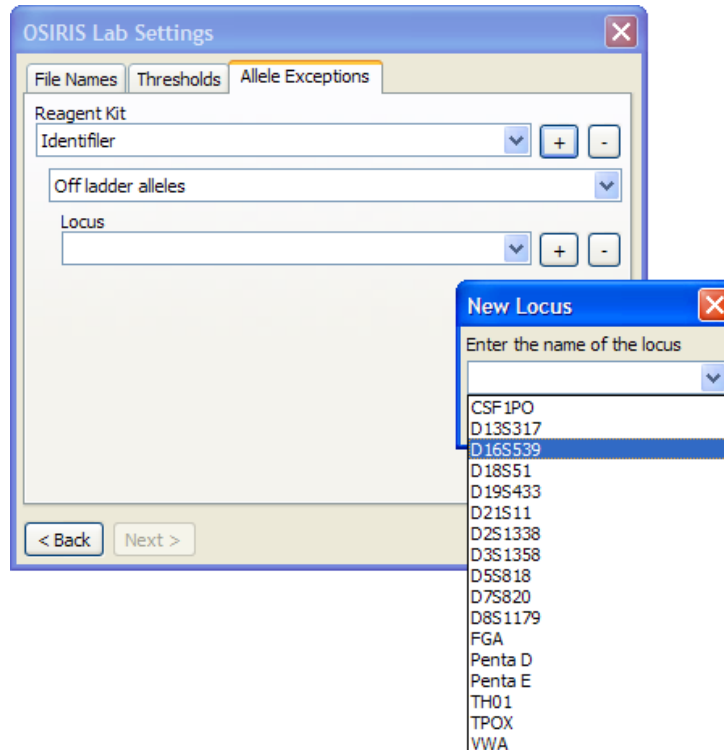 OSIRIS Lab Settings
File Names Thresholds Allele Exceptions
Reagent Kit
Identifiler + -
Off ladder alleles
Locus
+ -
New Locus
Enter the name of the locus
CSF1PO
D13S317
D16S539
D18S51
D19S433
D21S11
D2S1338
D3S1358
D5S818
D7S820
D8S1179
FGA
Penta D
Penta E
TH01
TPOX
VWA
< Back Next >